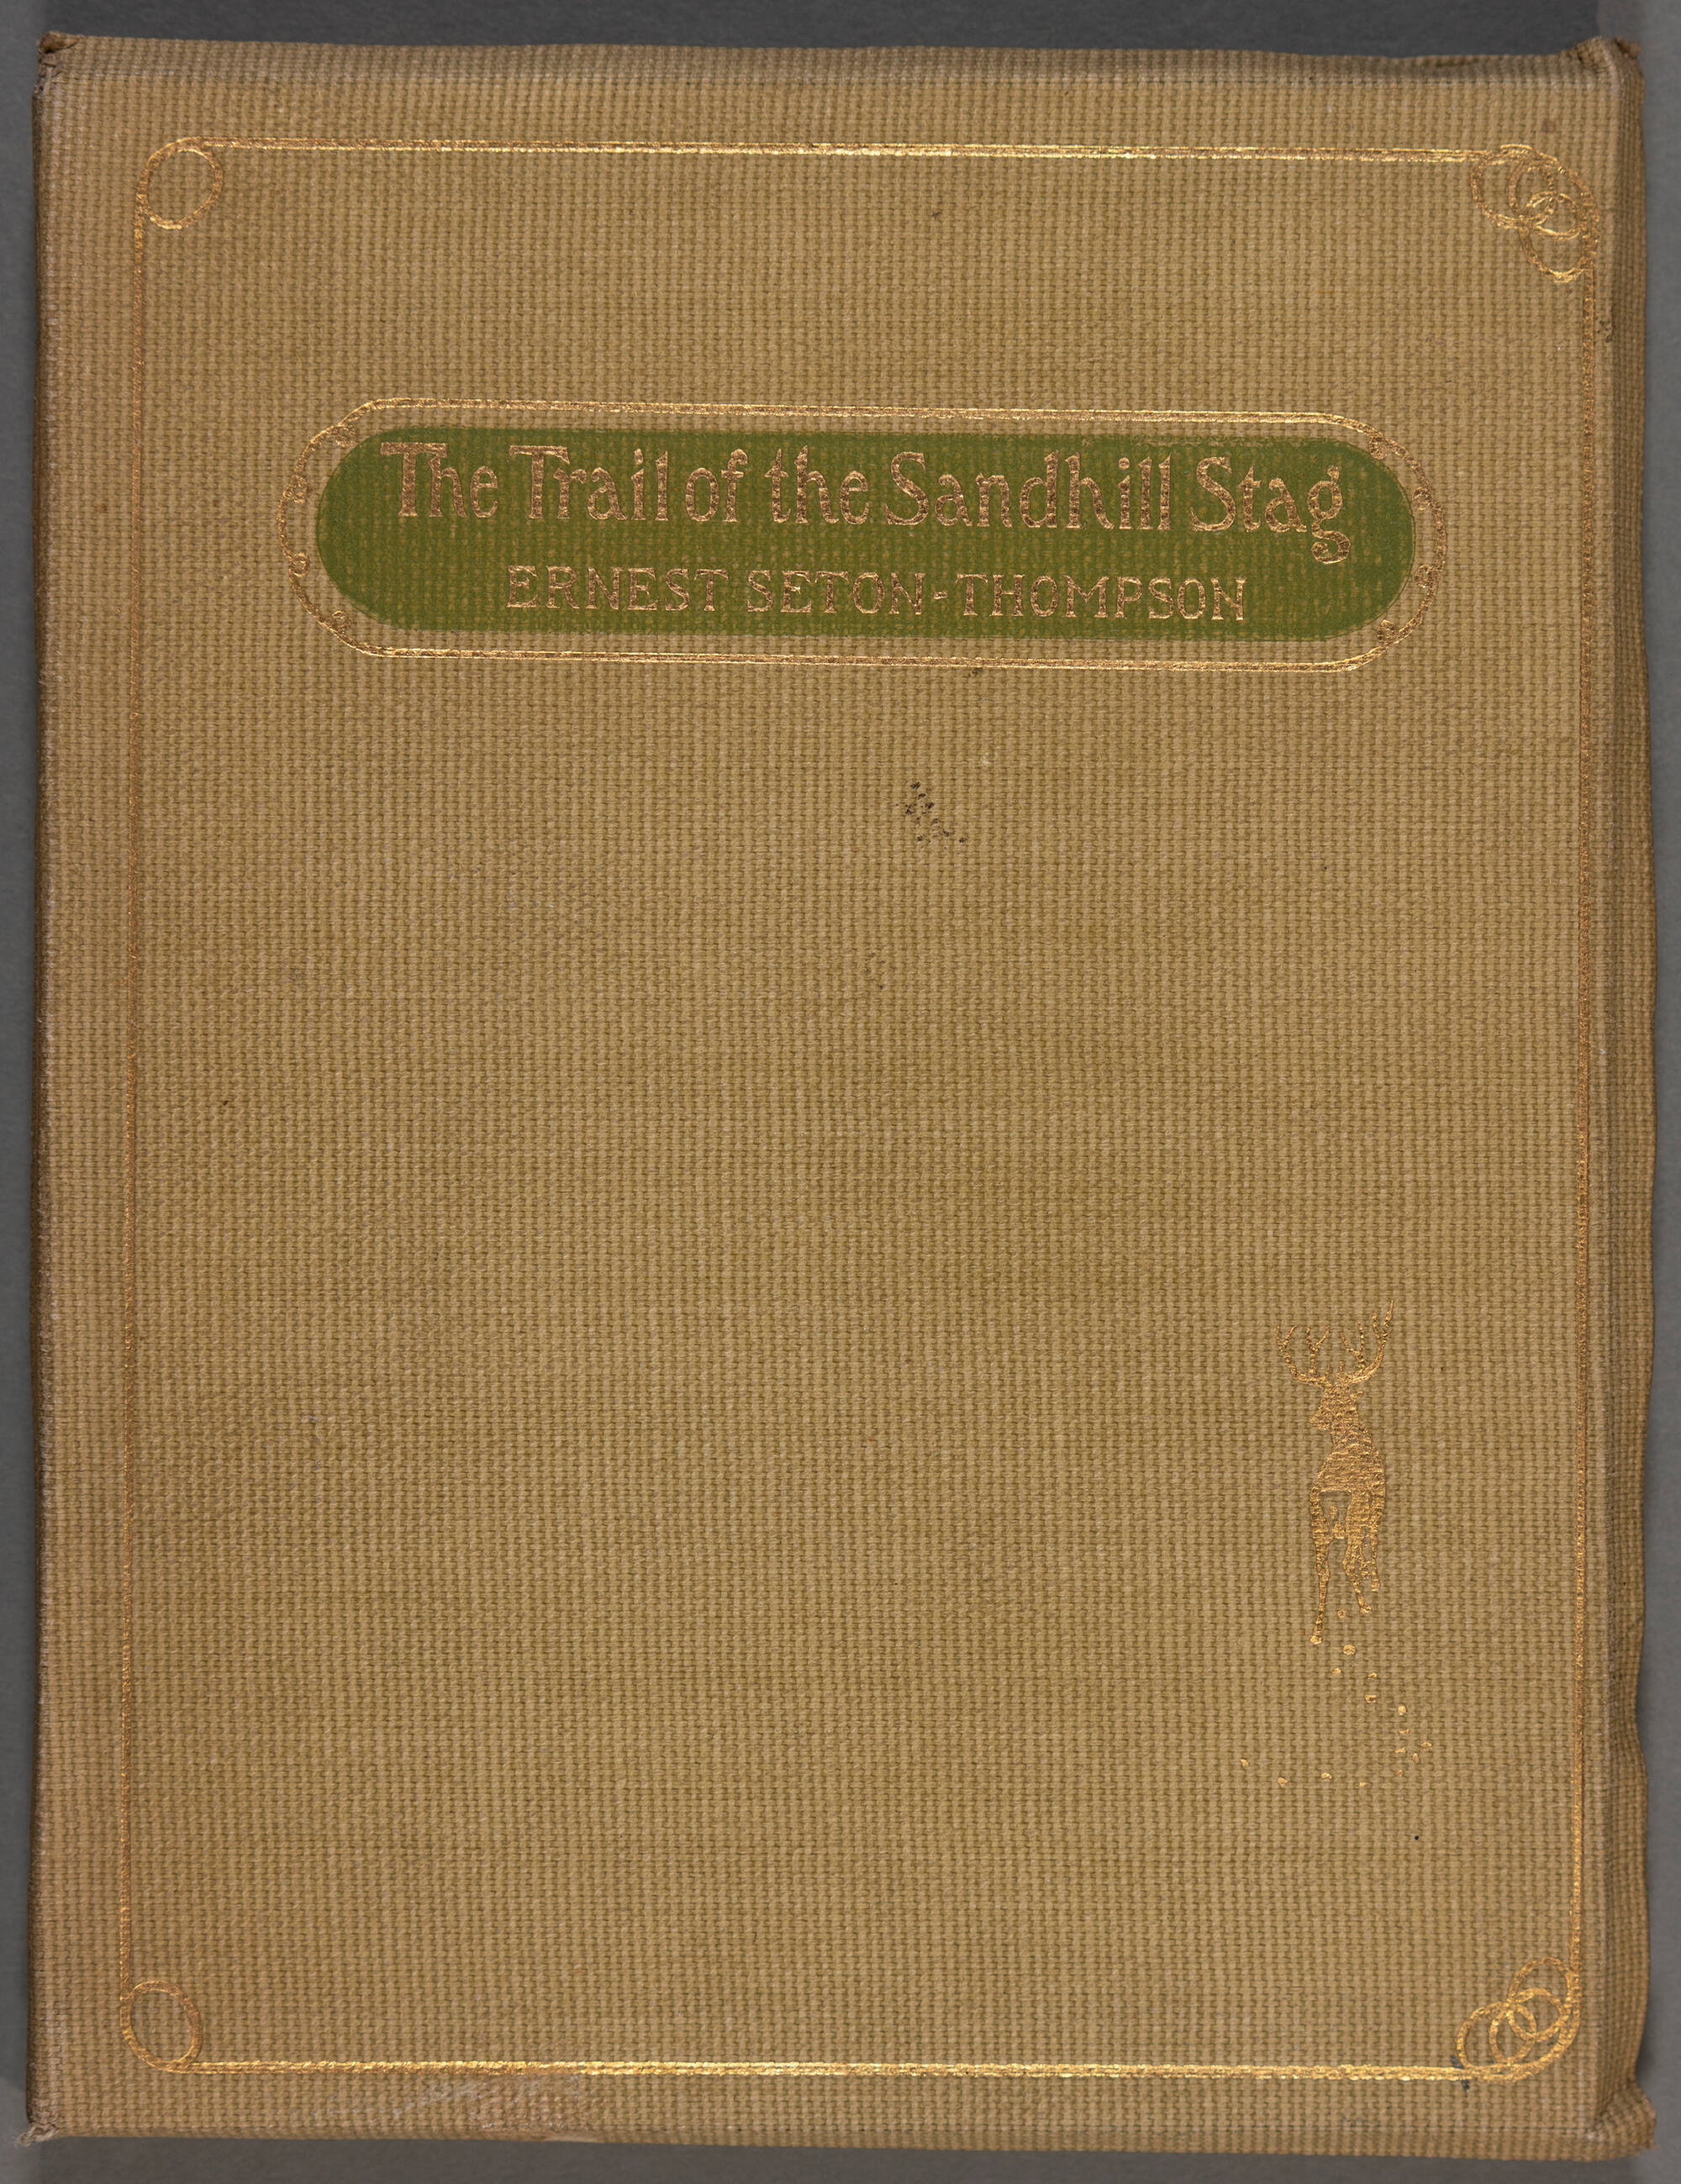 The Trail of the Sandhill Stag
ERNEST SETON-THOMPSON